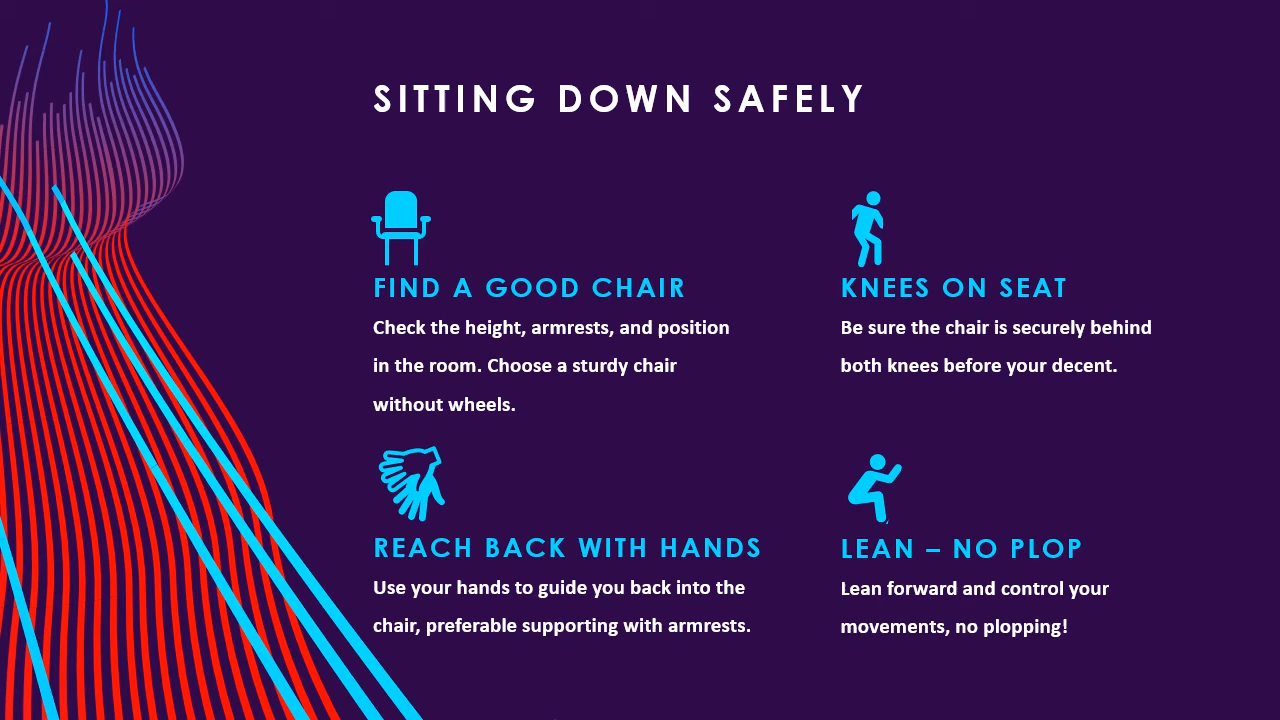 SITTING DOWN SAFELY
FIND A GOOD CHAIR
Check the height, armrests, and position
in the room. Choose a sturdy chair
without wheels.
KNEES ON SEAT
Be sure the chair is securely behind
both knees before your decent.
REACH BACK WITH HANDS
Use your hands to guide you back into the
chair, preferable supporting with armrests.
LEAN – NO PLOP
Lean forward and control your
movements, no plopping!